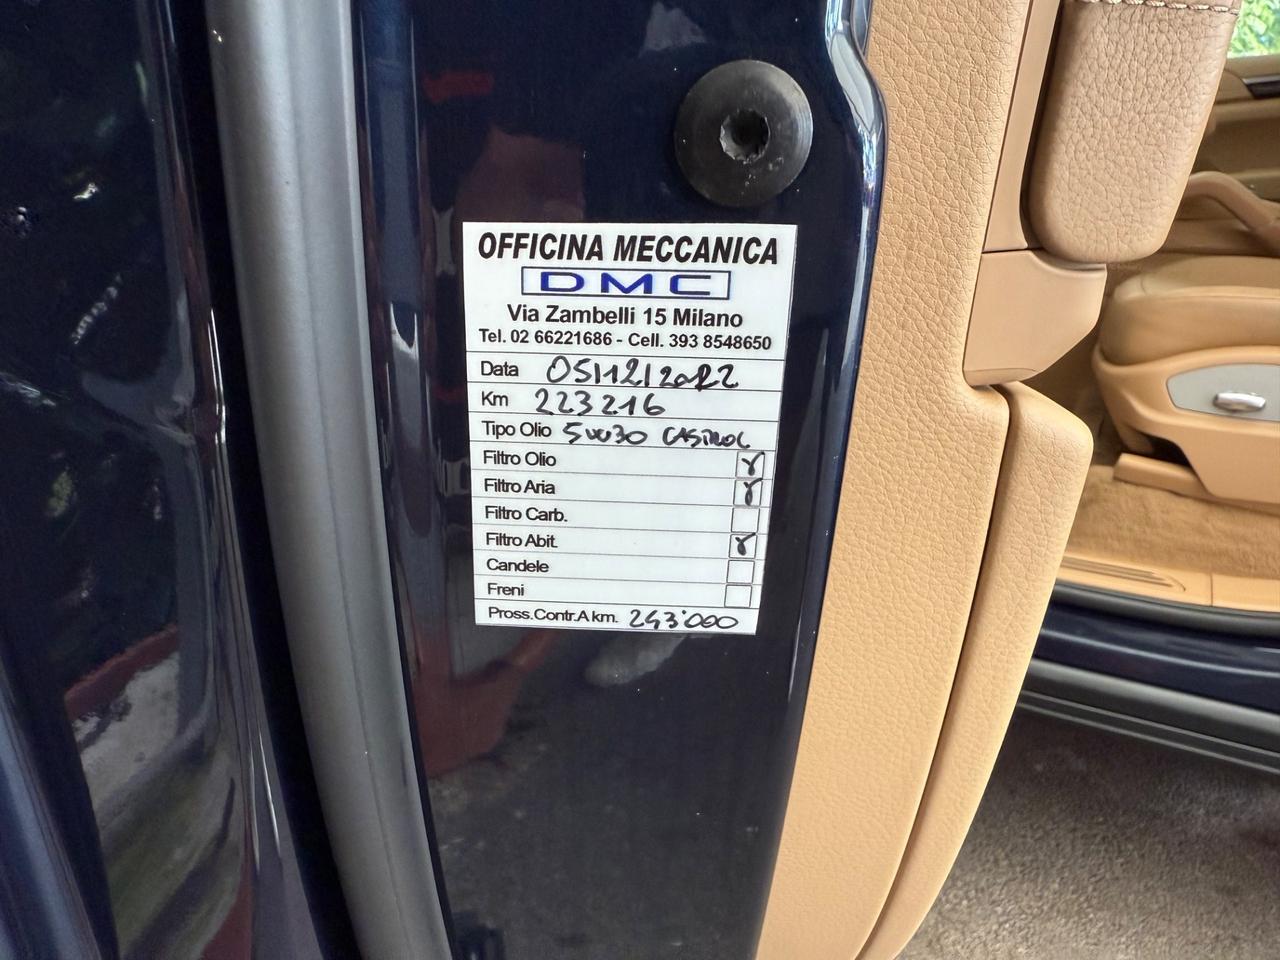 OFFICINA MECCANICA
DMC
Via Zambelli 15 Milano
Tel. 02 66221686 - Cell. 393 8548650
Data 05/12/2022
Km 223216
Tipo Olio 5W30 CASTROL
Filtro Olio
Filtro Aria
Filtro Carb.
Filtro Abit.
Candele
Freni
Pross.Contr.A km. 243'000